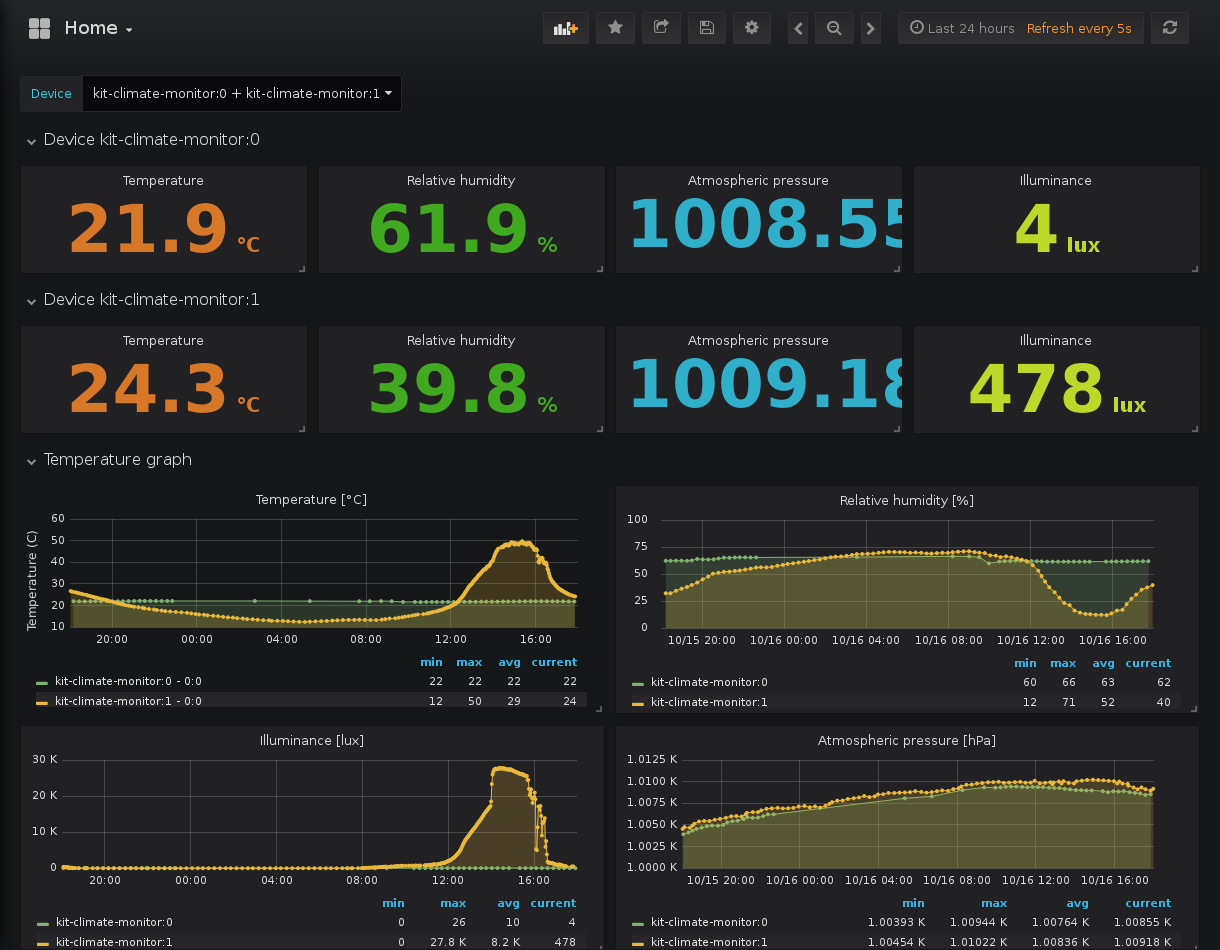 Home
Last 24 hours Refresh every 5s
Device kit-climate-monitor:0 + kit-climate-monitor:1
Device kit-climate-monitor:0
Temperature Relative humidity Atmospheric pressure Illuminance
21.9 °C 61.9 % 1008.55 4 lux
Device kit-climate-monitor:1
Temperature Relative humidity Atmospheric pressure Illuminance
24.3 °C 39.8 % 1009.18 478 lux
Temperature graph
Temperature [°C]
Temperature (C)
60
50
40
30
20
10
20:00 00:00 04:00 08:00 12:00 16:00
min max avg current
kit-climate-monitor:0 - 0:0 22 22 22 22
kit-climate-monitor:1 - 0:0 12 50 29 24
Relative humidity [%]
100
75
50
25
0
10/15 20:00 10/16 00:00 10/16 04:00 10/16 08:00 10/16 12:00 10/16 16:00
min max avg current
kit-climate-monitor:0 60 66 63 62
kit-climate-monitor:1 12 71 52 40
Illuminance [lux]
30 K
20 K
10 K
0
20:00 00:00 04:00 08:00 12:00 16:00
min max avg current
kit-climate-monitor:0 0 26 10 4
kit-climate-monitor:1 0 27.8 K 8.2 K 478
Atmospheric pressure [hPa]
1.0125 K
1.0100 K
1.0075 K
1.0050 K
1.0025 K
1.0000 K
10/15 20:00 10/16 00:00 10/16 04:00 10/16 08:00 10/16 12:00 10/16 16:00
min max avg current
kit-climate-monitor:0 1.00393 K 1.00944 K 1.00764 K 1.00855 K
kit-climate-monitor:1 1.00454 K 1.01022 K 1.00836 K 1.00918 K